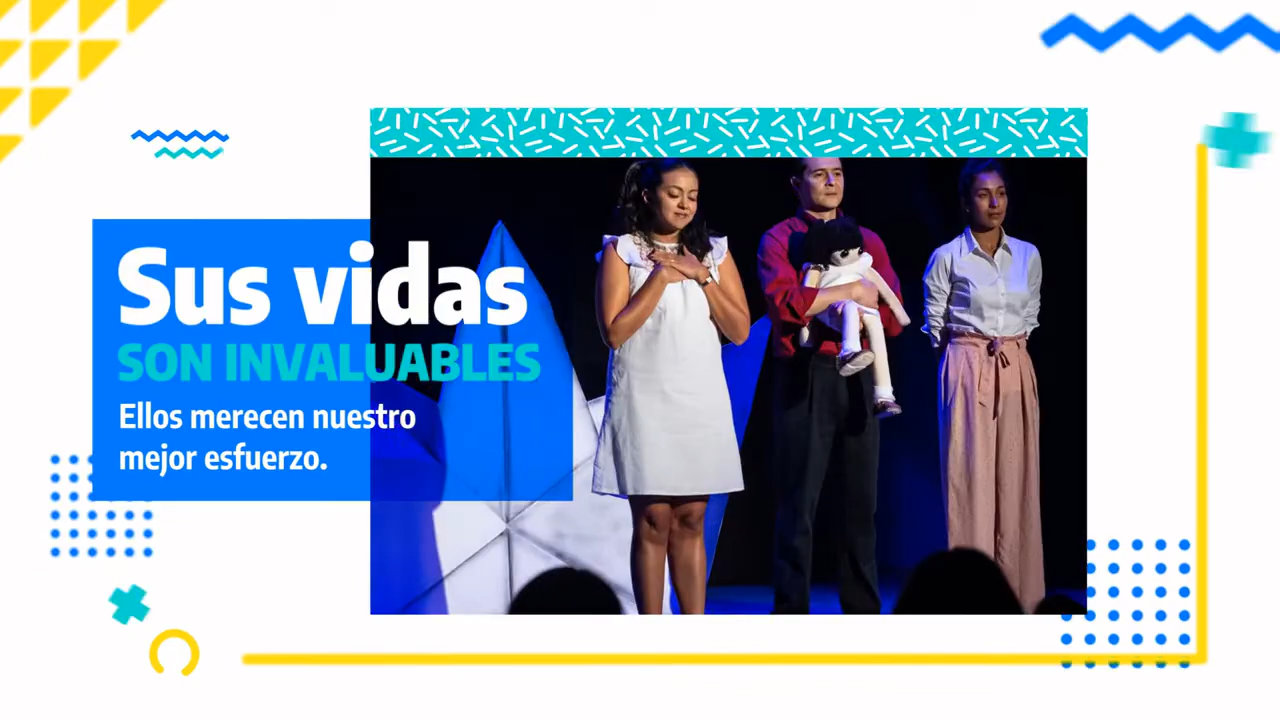 Sus vidas
SON INVALUABLES
Ellos merecen nuestro
mejor esfuerzo.